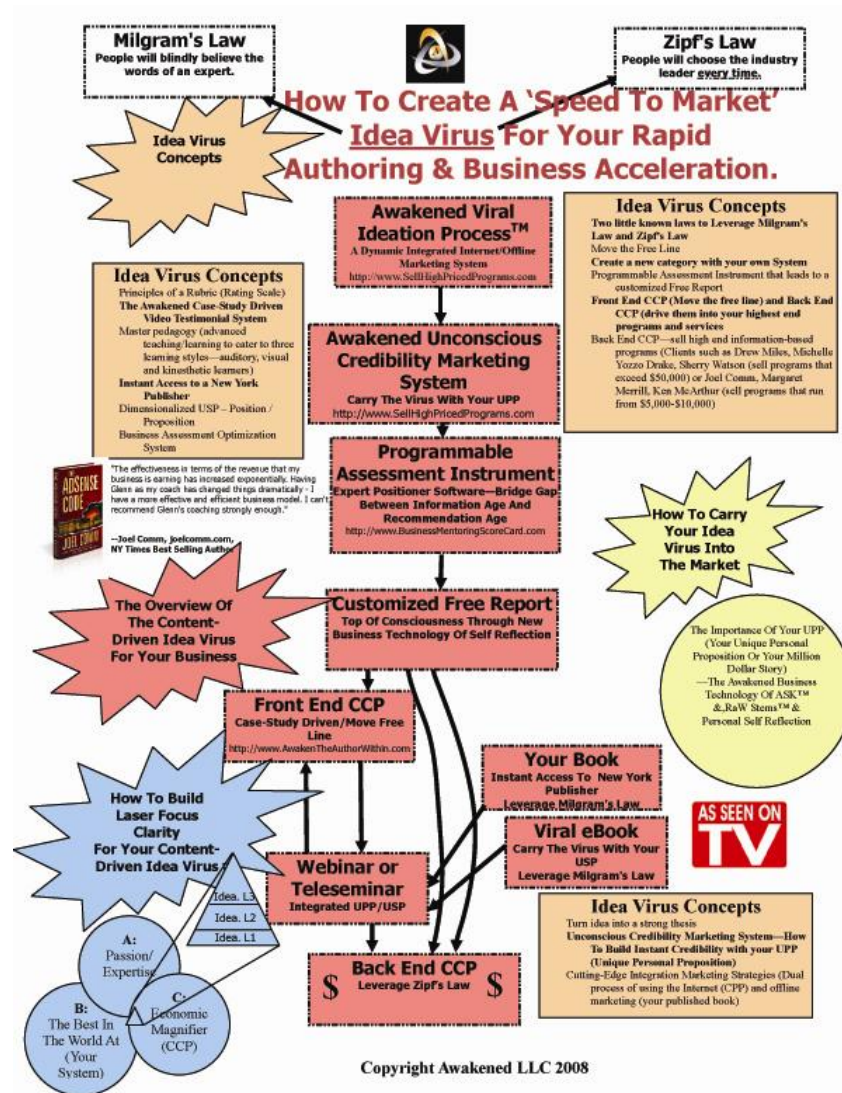 Milgram's Law
People will blindly believe the
words of an expert.
Zipf's Law
People will choose the industry
leader every time.
How To Create A ‘Speed To Market’
Idea Virus For Your Rapid
Authoring & Business Acceleration.
Idea Virus
Concepts
Awakened Viral
Ideation Process™
A Dynamic Integrated Internet/Offline
Marketing System
http://www.SellHighPricedPrograms.com
Idea Virus Concepts
Two little known laws to Leverage Milgram's
Law and Zipf's Law
Move the Free Line
Create a new category with your own System
Programmable Assessment Instrument that leads to a
customized Free Report
Front End CCP (Move the free line) and Back End
CCP (drive them into your highest end
programs and services
Back End CCP—sell high end information-based
programs (Clients such as Drew Miles, Michelle
Yozzo Drake, Sherry Watson (sell programs that
exceed $50,000) or Joel Comm, Margaret
Merrill, Ken McArthur (sell programs that run
from $5,000-$10,000)
Idea Virus Concepts
Principles of a Rubric (Rating Scale)
The Awakened Case-Study Driven
Video Testimonial System
Master pedagogy (advanced
teaching/learning to cater to three
learning styles—auditory, visual
and kinesthetic learners)
Instant Access to a New York
Publisher
Dimensionalized USP – Position /
Proposition
Business Assessment Optimization
System
Awakened Unconscious
Credibility Marketing
System
Carry The Virus With Your UPP
http://www.SellHighPricedPrograms.com
Programmable
Assessment Instrument
Expert Positioner Software—Bridge Gap
Between Information Age And
Recommendation Age
http://www.BusinessMentoringScoreCard.com
ADSENSE
CODE
JOEL COMM
"The effectiveness in terms of the revenue that my
business is earning has increased exponentially. Having
Glenn as my coach has changed things dramatically - I
have a more effective and efficient business model. I can't
recommend Glenn's coaching strongly enough."
--Joel Comm, joelcomm.com,
NY Times Best Selling Autho
How To Carry
Your Idea
Virus Into
The Market
The Overview Of
The Content-
Driven Idea Virus
For Your Business
Customized Free Report
Top Of Consciousness Through New
Business Technology Of Self Reflection
The Importance Of Your UPP
(Your Unique Personal
Proposition Or Your Million
Dollar Story)
—The Awakened Business
Technology Of ASK™
&,RaW Stems™ &
Personal Self Reflection
Front End CCP
Case-Study Driven/Move Free
Line
http://www.AwakenTheAuthorWithin.com
Your Book
Instant Access To New York
Publisher
Leverage Milgram's Law
How To Build
Laser Focus
Clarity
For Your Content-
Driven Idea Virus
Viral eBook
Carry The Virus With Your
USP
Leverage Milgram's Law
AS SEEN ON
TV
Webinar or
Teleseminar
Integrated UPP/USP
Idea. L3
Idea. L2
Idea. L1
Idea Virus Concepts
Turn idea into a strong thesis
Unconscious Credibility Marketing System—How
To Build Instant Credibility with your UPP
(Unique Personal Proposition)
Cutting-Edge Integration Marketing Strategies (Dual
process of using the Internet (CPP) and offline
marketing (your published book)
A:
Passion/
Expertise
B:
The Best In
The World At
(Your
System)
C:
Economic
Magnifier
(CCP)
$ Back End CCP $
Leverage Zipf's Law
Copyright Awakened LLC 2008